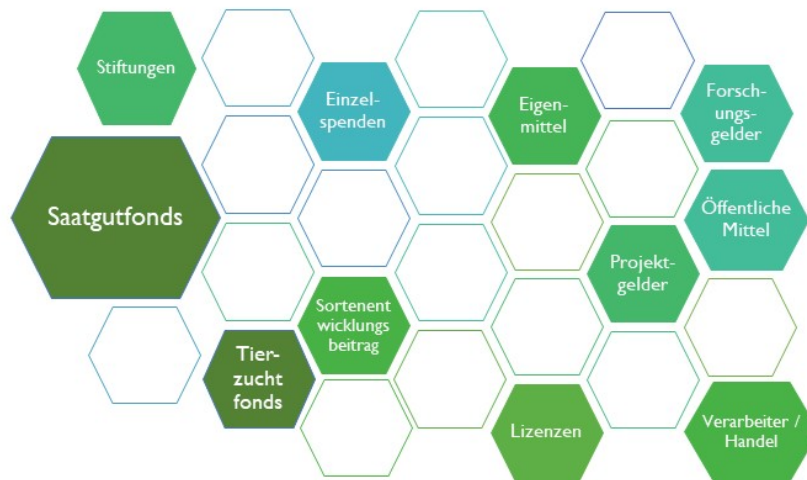 Stiftungen
Einzel-
spenden
Eigen-
mittel
Forsch-
ungs-
gelder
Saatgutfonds
Öffentliche
Mittel
Projekt-
gelder
Sortenent
wicklungs
beitrag
Tier-
zucht
fonds
Lizenzen
Verarbeiter /
Handel